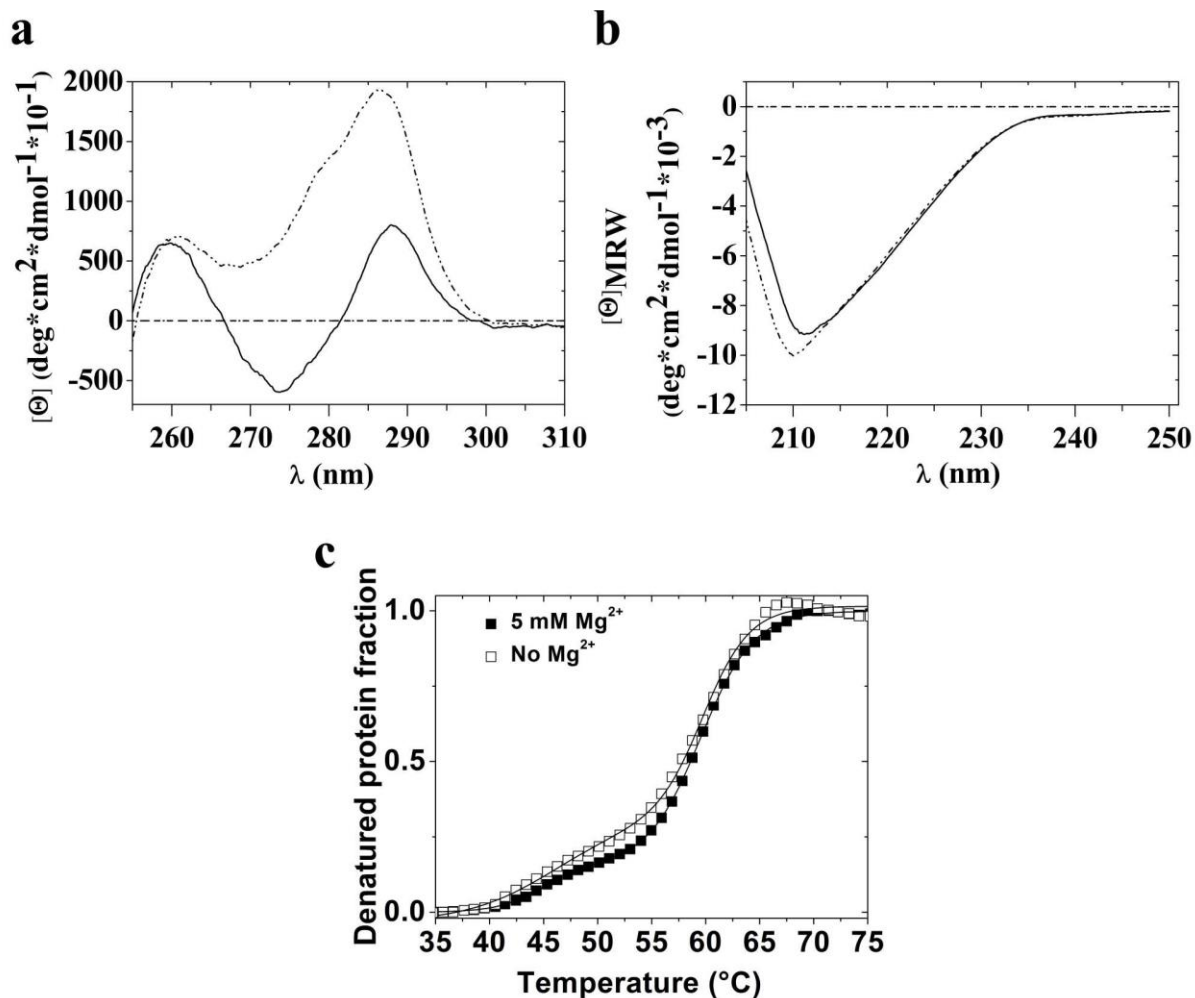 a
[Θ] (deg*cm²*dmol⁻¹*10⁻¹)
2000
1500
1000
500
0
-500
260 270 280 290 300 310
λ (nm)
b
[Θ]MRW
(deg*cm²*dmol⁻¹*10⁻³)
0
-2
-4
-6
-8
-10
-12
210 220 230 240 250
λ (nm)
c
Denatured protein fraction
1.0
0.5
0.0
■ 5 mM Mg²⁺
□ No Mg²⁺
35 40 45 50 55 60 65 70 75
Temperature (°C)